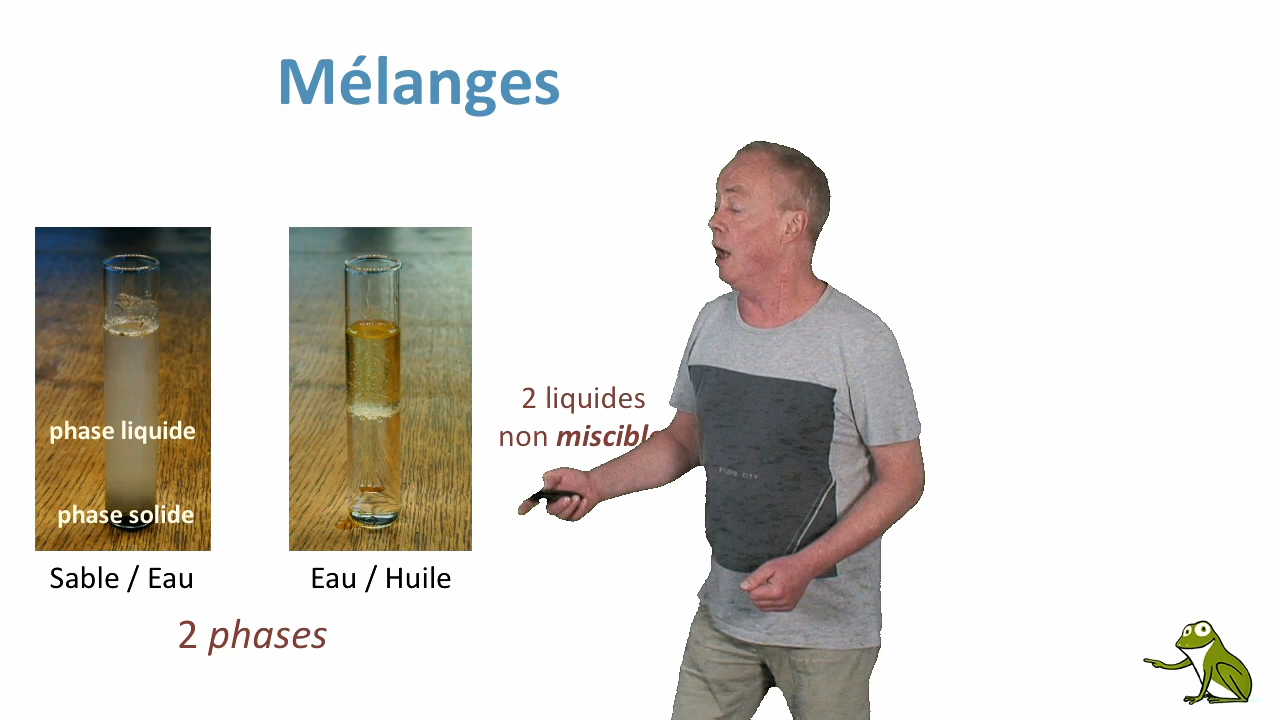 Mélanges
phase liquide
phase solide
Sable / Eau
Eau / Huile
2 phases
2 liquides
non